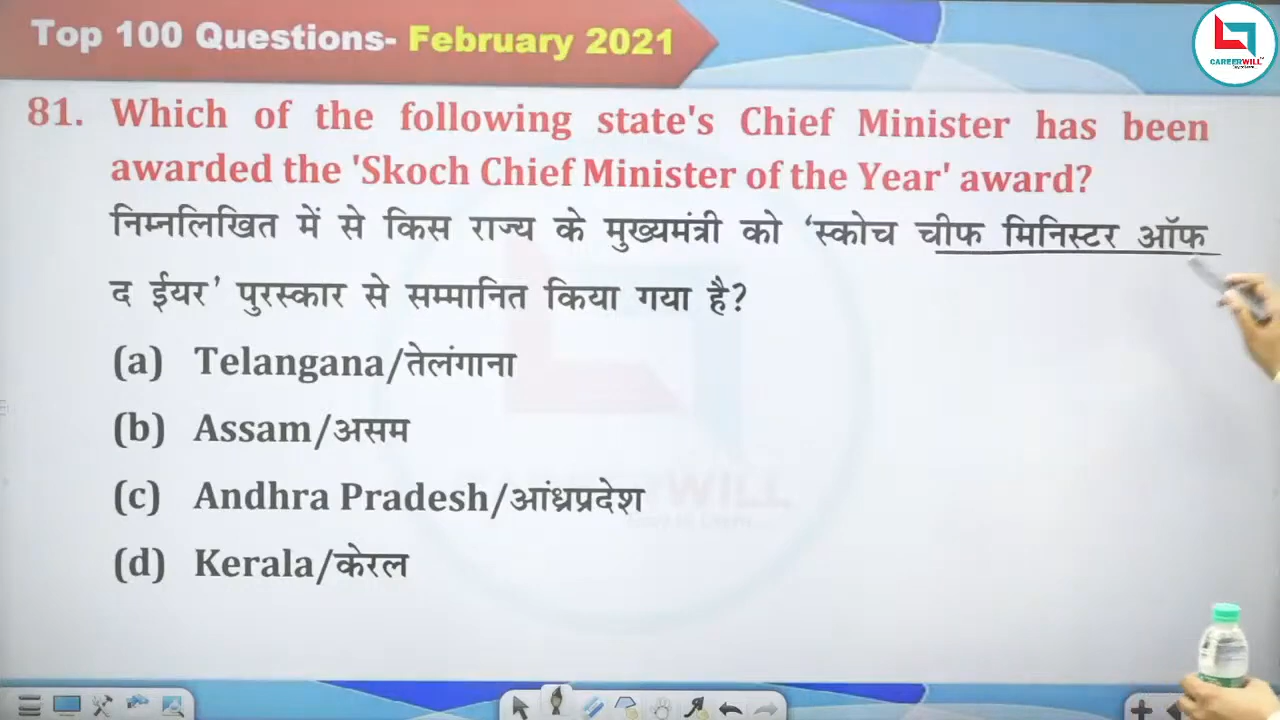 Top 100 Questions- February 2021
CAREERWILL
81. Which of the following state's Chief Minister has been
awarded the 'Skoch Chief Minister of the Year' award?
निम्नलिखित में से किस राज्य के मुख्यमंत्री को ‘स्कोच चीफ मिनिस्टर ऑफ
द ईयर’ पुरस्कार से सम्मानित किया गया है?
(a) Telangana/तेलंगाना
(b) Assam/असम
(c) Andhra Pradesh/आंध्रप्रदेश
(d) Kerala/केरल